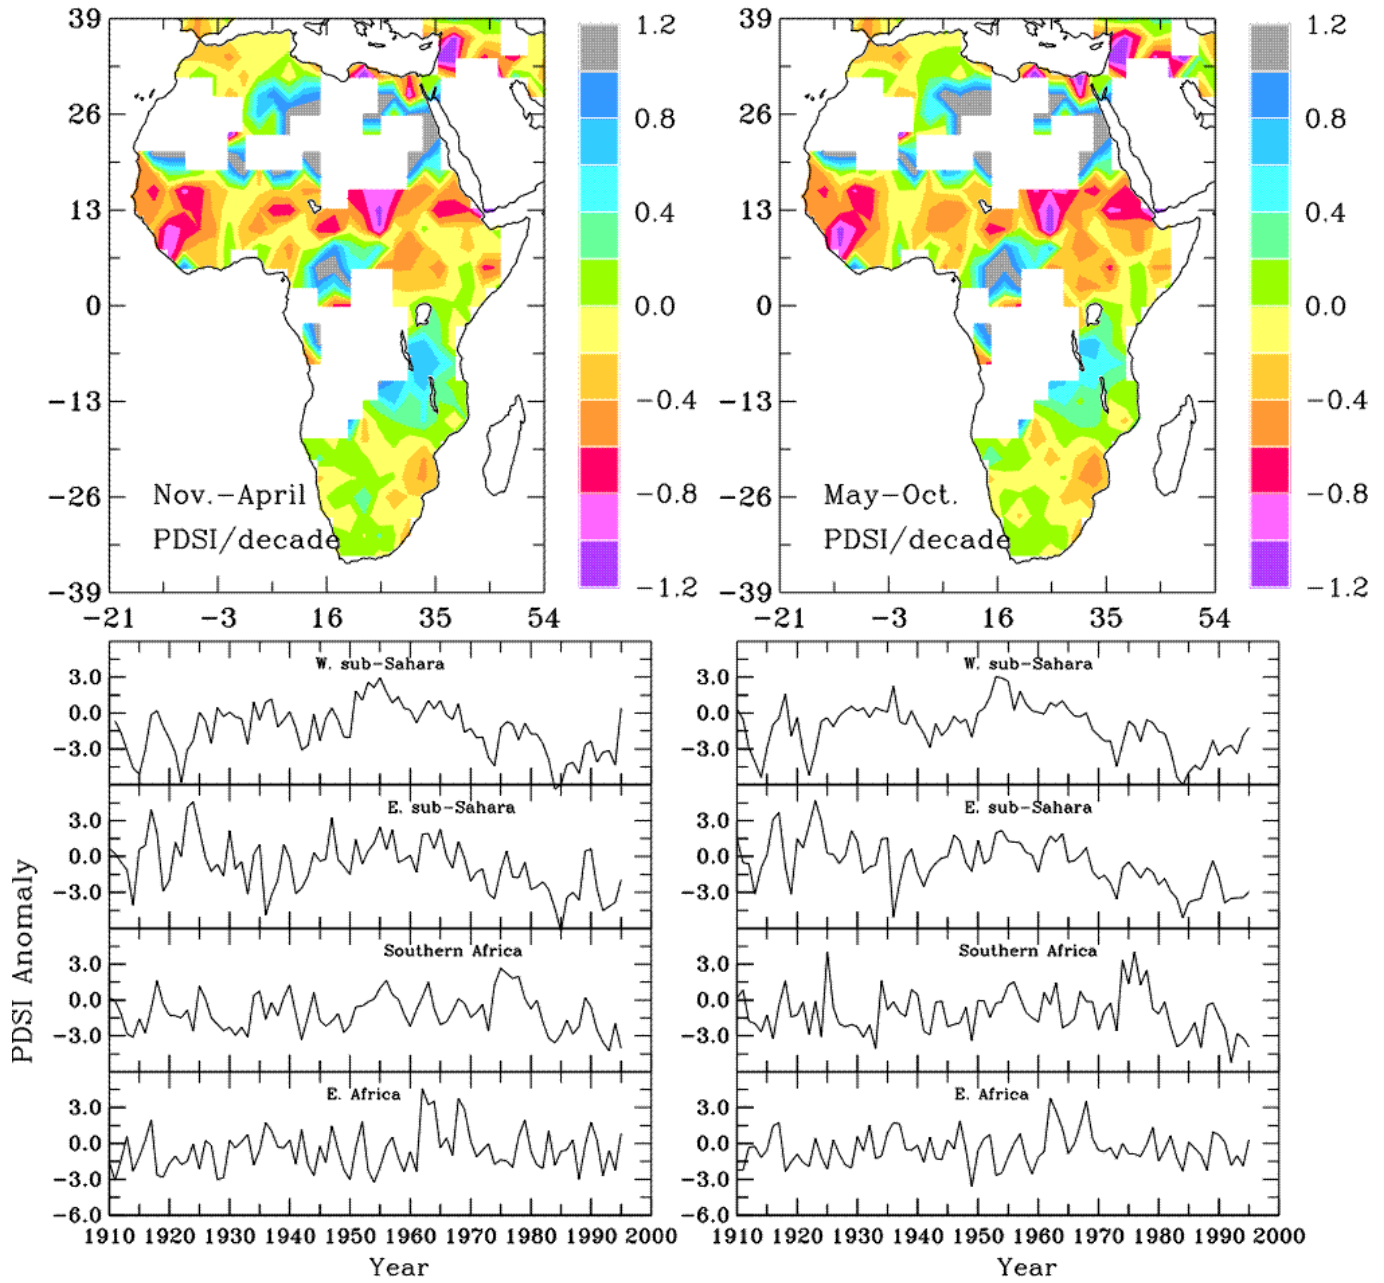 39
26
13
0
−13
−26
−39
−21 −3 16 35 54
Nov.−April
PDSI/decade
1.2
0.8
0.4
0.0
−0.4
−0.8
−1.2
39
26
13
0
−13
−26
−39
−21 −3 16 35 54
May−Oct.
PDSI/decade
1.2
0.8
0.4
0.0
−0.4
−0.8
−1.2
PDSI Anomaly
W. sub−Sahara
3.0
0.0
−3.0
E. sub−Sahara
3.0
0.0
−3.0
Southern Africa
3.0
0.0
−3.0
E. Africa
3.0
0.0
−3.0
−6.0
1910 1920 1930 1940 1950 1960 1970 1980 1990 2000
Year
W. sub−Sahara
3.0
0.0
−3.0
E. sub−Sahara
3.0
0.0
−3.0
Southern Africa
3.0
0.0
−3.0
E. Africa
3.0
0.0
−3.0
−6.0
1910 1920 1930 1940 1950 1960 1970 1980 1990 2000
Year